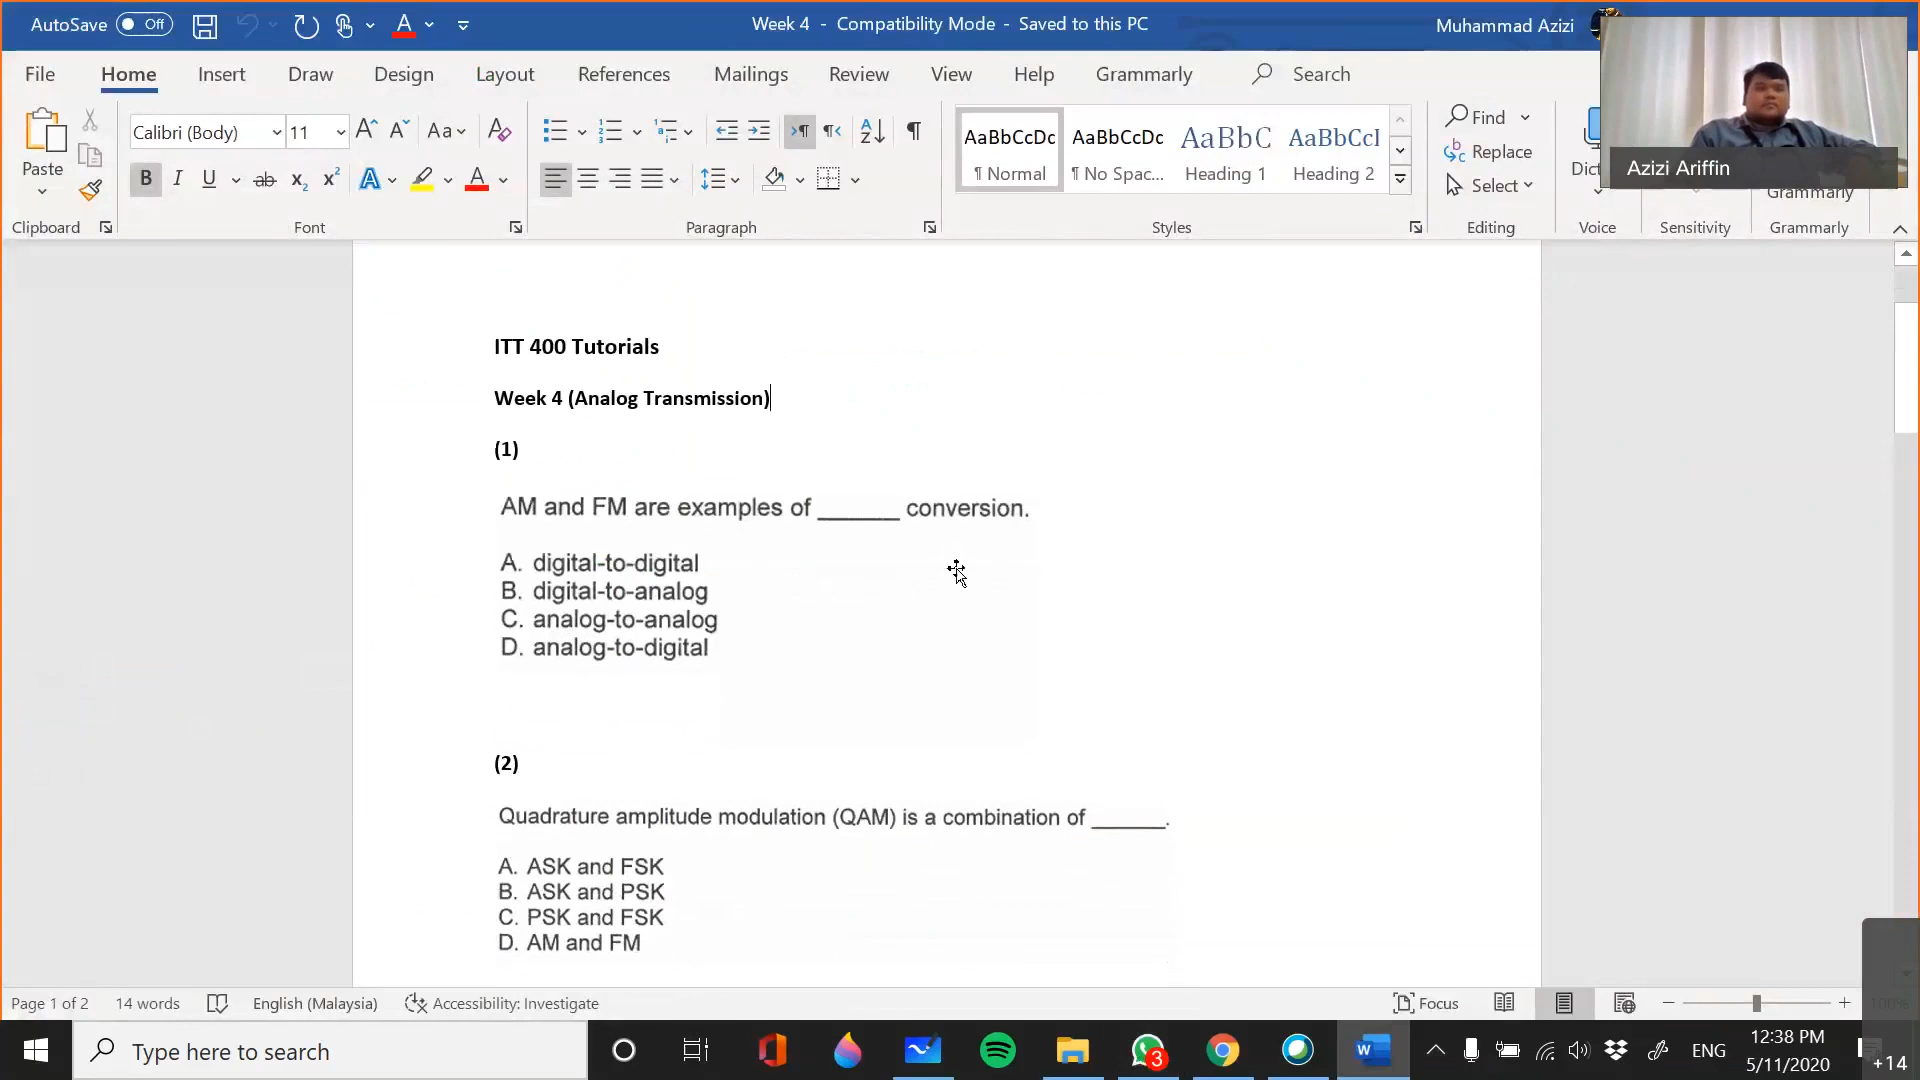 AutoSave Off
Week 4 - Compatibility Mode - Saved to this PC
Muhammad Azizi
File Home Insert Draw Design Layout References Mailings Review View Help Grammarly Search
Calibri (Body) 11
Paste
AaBbCcDc AaBbCcDc AaBbC AaBbCcI
¶ Normal ¶ No Spac... Heading 1 Heading 2
Find
Replace
Select
Dict
Grammarly
Azizi Ariffin
Clipboard Font Paragraph Styles Editing Voice Sensitivity Grammarly
ITT 400 Tutorials
Week 4 (Analog Transmission)
(1)
AM and FM are examples of ______ conversion.
A. digital-to-digital
B. digital-to-analog
C. analog-to-analog
D. analog-to-digital
(2)
Quadrature amplitude modulation (QAM) is a combination of ______.
A. ASK and FSK
B. ASK and PSK
C. PSK and FSK
D. AM and FM
Page 1 of 2 14 words English (Malaysia) Accessibility: Investigate Focus
Type here to search
3
ENG
12:38 PM
5/11/2020
+14